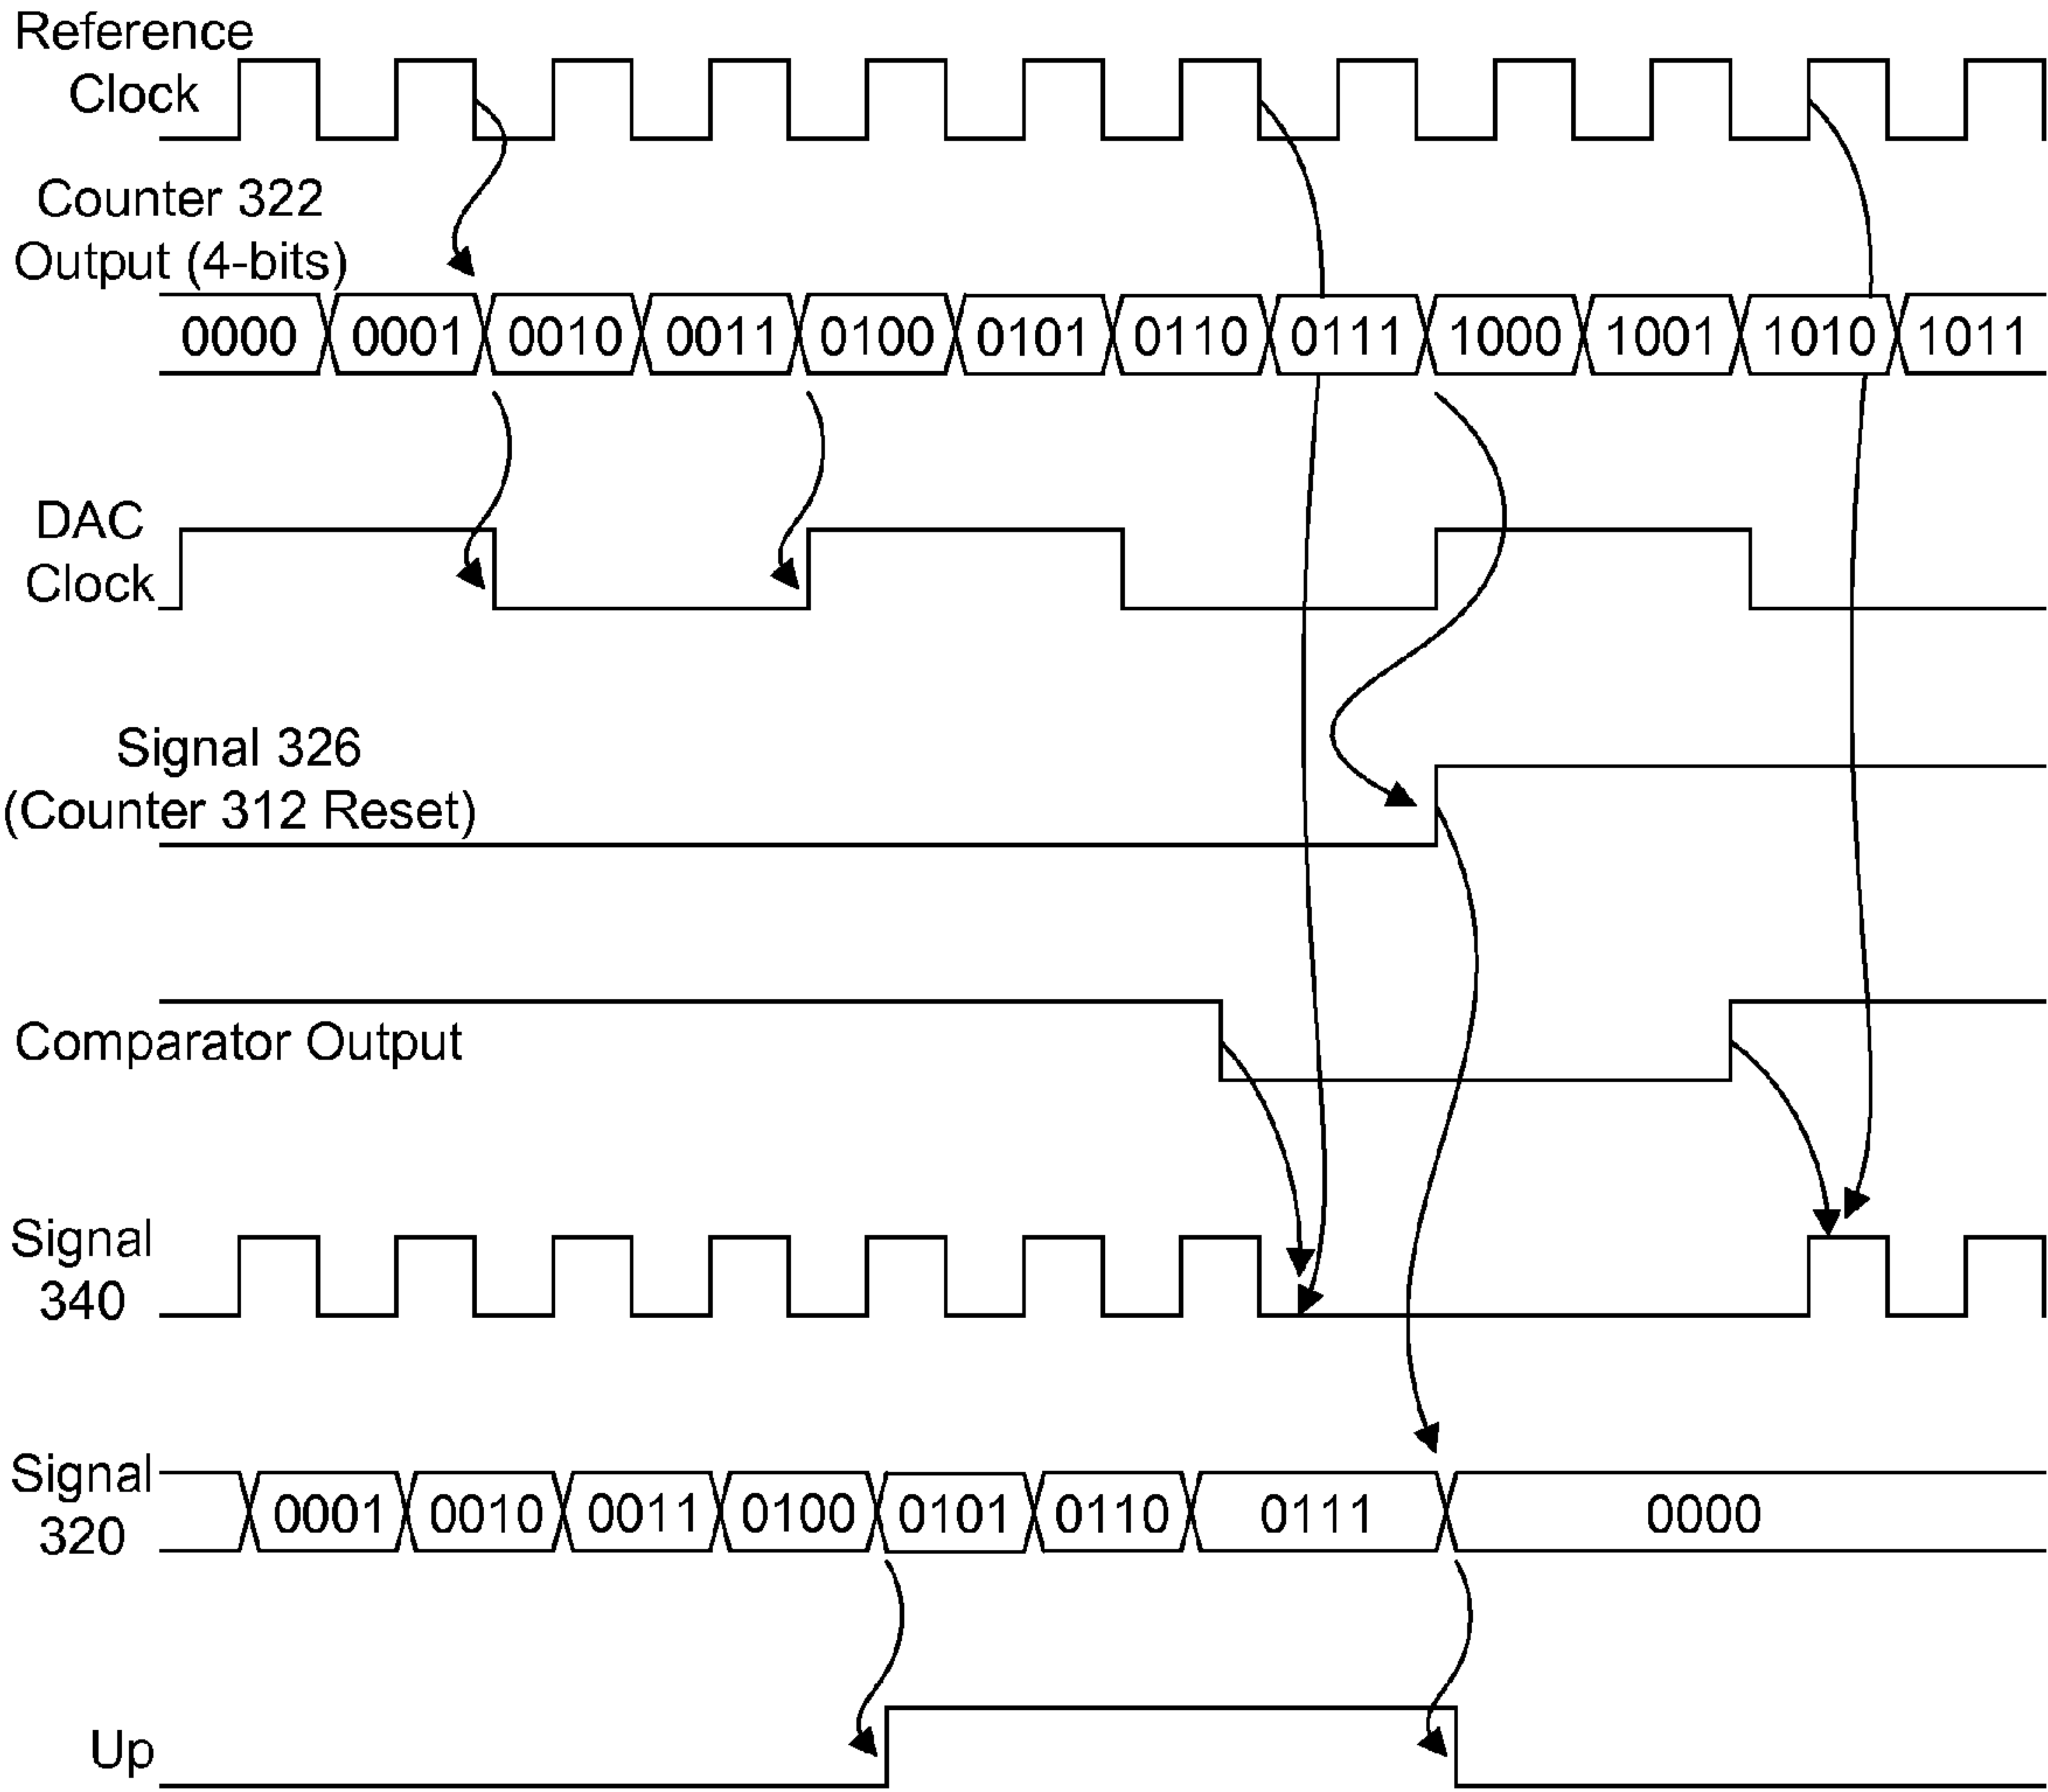 Reference
Clock
Counter 322
Output (4-bits)
0000 0001 0010 0011 0100 0101 0110 0111 1000 1001 1010 1011
DAC
Clock
Signal 326
(Counter 312 Reset)
Comparator Output
Signal
340
Signal
320
0001 0010 0011 0100 0101 0110 0111 0000
Up